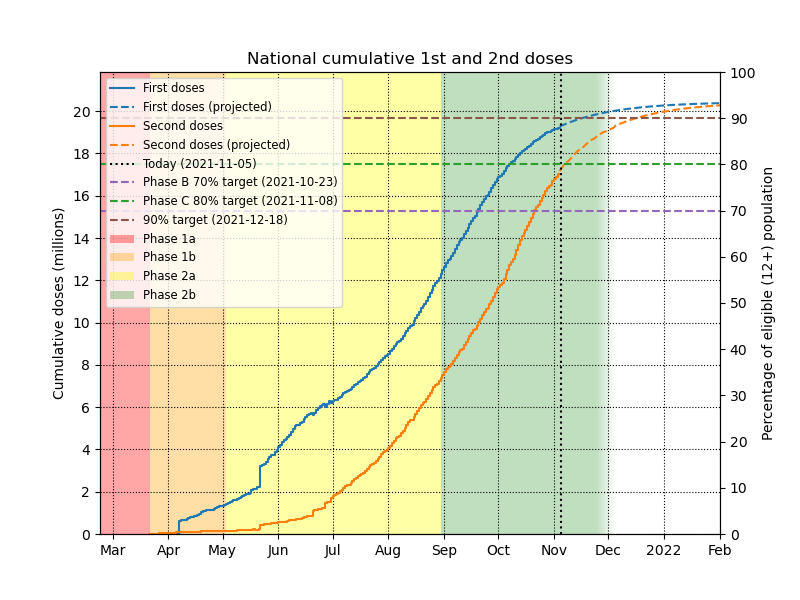 National cumulative 1st and 2nd doses
First doses
First doses (projected)
Second doses
Second doses (projected)
Today (2021-11-05)
Phase B 70% target (2021-10-23)
Phase C 80% target (2021-11-08)
90% target (2021-12-18)
Phase 1a
Phase 1b
Phase 2a
Phase 2b
Cumulative doses (millions)
20
18
16
14
12
10
8
6
4
2
0
Percentage of eligible (12+) population
100
90
80
70
60
50
40
30
20
10
0
Mar Apr May Jun Jul Aug Sep Oct Nov Dec 2022 Feb